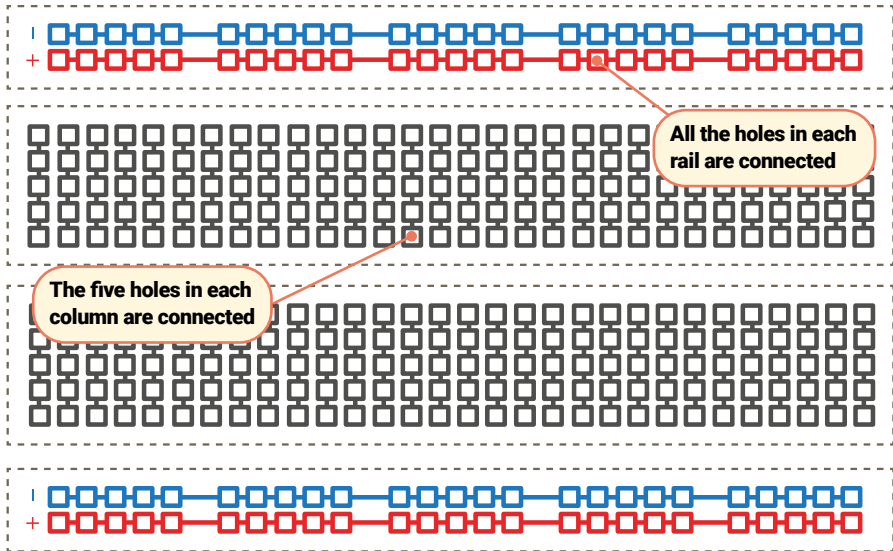 –
+
All the holes in each
rail are connected
The five holes in each
column are connected
–
+